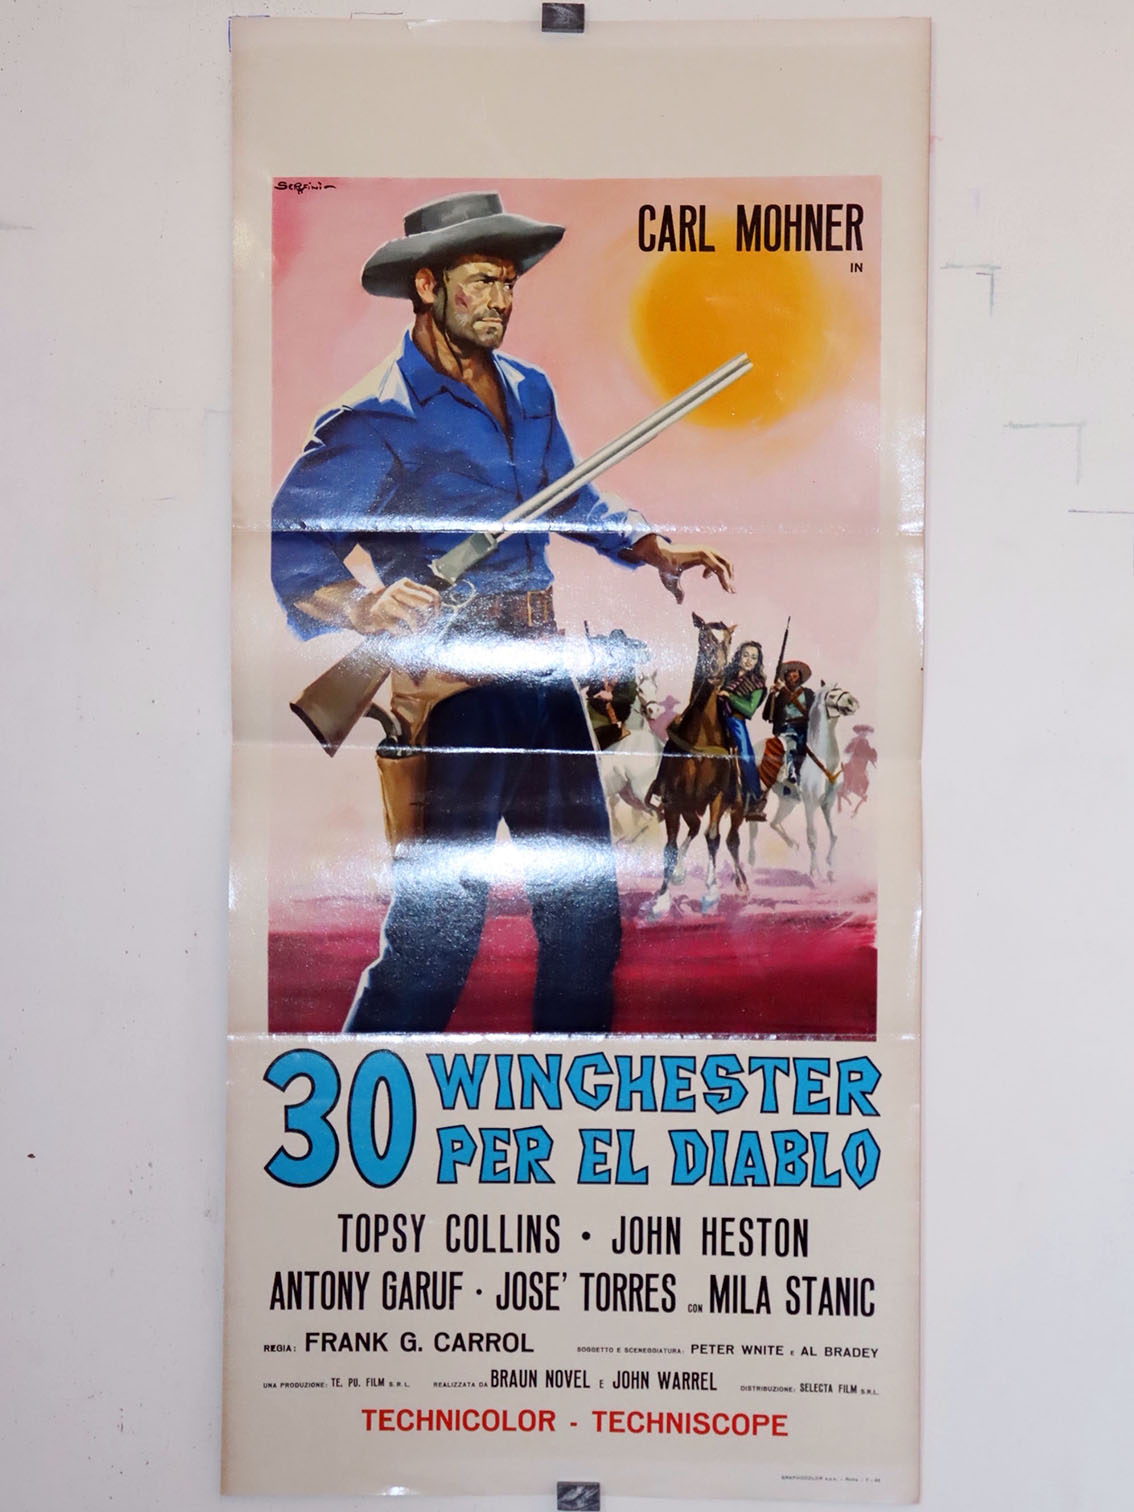 Serfini
CARL MOHNER
IN
30 WINCHESTER
PER EL DIABLO
TOPSY COLLINS • JOHN HESTON
ANTONY GARUF • JOSE' TORRES CON MILA STANIC
REGIA: FRANK G. CARROL SOGGETTO E SCENEGGIATURA: PETER WNITE E AL BRADEY
UNA PRODUZIONE: TE. PU. FILM S.R.L. REALIZZATA DA BRAUN NOVEL E JOHN WARREL DISTRIBUZIONE: SELECTA FILM S.R.L.
TECHNICOLOR - TECHNISCOPE